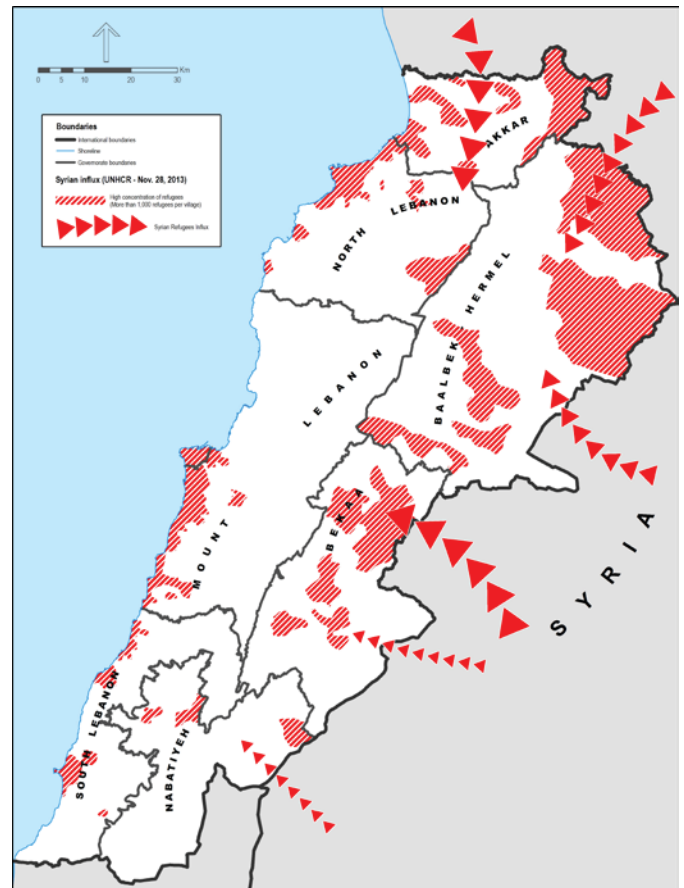 Km
0 5 10 20 30
Boundaries
International boundaries
Shoreline
Governorate boundaries
Syrian influx (UNHCR - Nov. 28, 2013)
High concentration of refugees
(More than 1,000 refugees per village)
Syrian Refugees Influx
AKKAR
NORTH LEBANON
BAALBEK - HERMEL
MOUNT LEBANON
BEKAA
SYRIA
SOUTH LEBANON
NABATIYEH